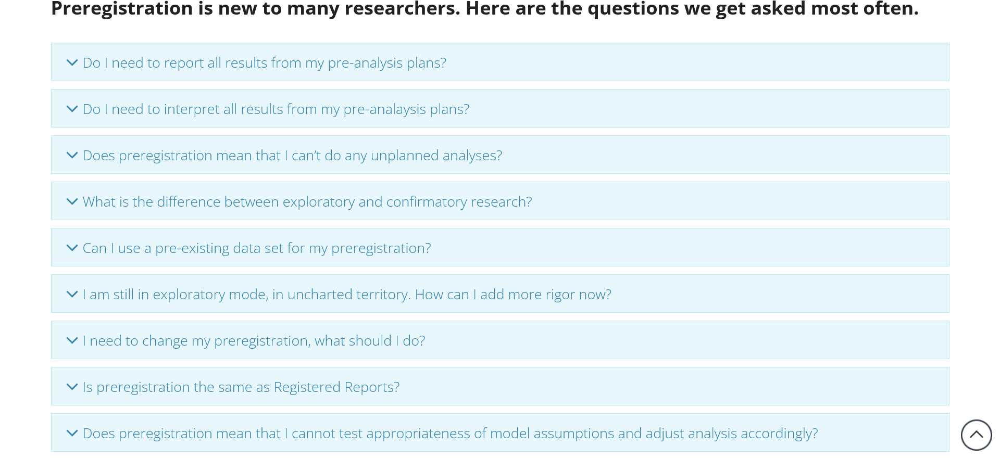 Preregistration is new to many researchers. Here are the questions we get asked most often.
Do I need to report all results from my pre-analysis plans?
Do I need to interpret all results from my pre-analaysis plans?
Does preregistration mean that I can’t do any unplanned analyses?
What is the difference between exploratory and confirmatory research?
Can I use a pre-existing data set for my preregistration?
I am still in exploratory mode, in uncharted territory. How can I add more rigor now?
I need to change my preregistration, what should I do?
Is preregistration the same as Registered Reports?
Does preregistration mean that I cannot test appropriateness of model assumptions and adjust analysis accordingly?